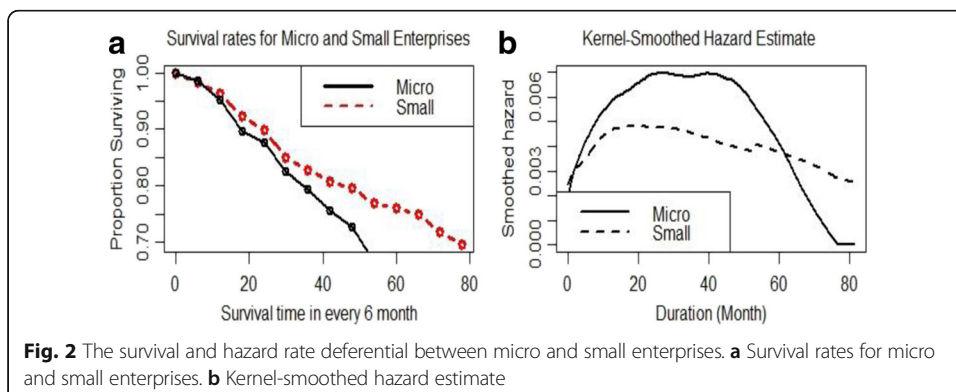 a Survival rates for Micro and Small Enterprises
Proportion Surviving
1.00
0.90
0.80
0.70
Micro
Small
0 20 40 60 80
Survival time in every 6 month
b Kernel-Smoothed Hazard Estimate
Smoothed hazard
0.006
0.003
0.000
Micro
Small
0 20 40 60 80
Duration (Month)
Fig. 2 The survival and hazard rate deferential between micro and small enterprises. a Survival rates for micro
and small enterprises. b Kernel-smoothed hazard estimate